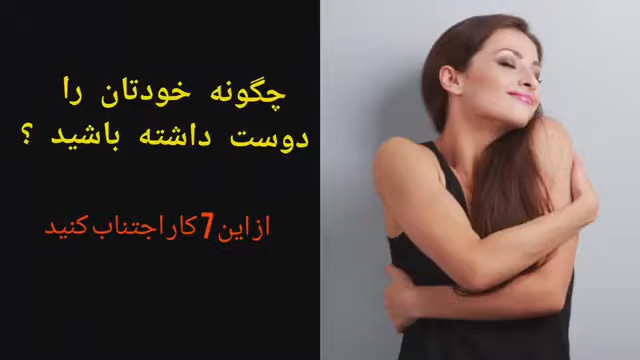 چگونه خودتان را
دوست داشته باشید ؟
از این 7 کار اجتناب کنید